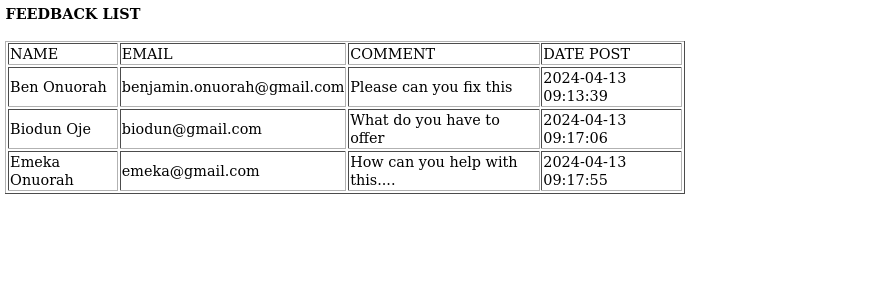 FEEDBACK LIST
NAME EMAIL COMMENT DATE POST
Ben Onuorah benjamin.onuorah@gmail.com Please can you fix this 2024-04-13
09:13:39
Biodun Oje biodun@gmail.com What do you have to
offer 2024-04-13
09:17:06
Emeka
Onuorah emeka@gmail.com How can you help with
this.... 2024-04-13
09:17:55